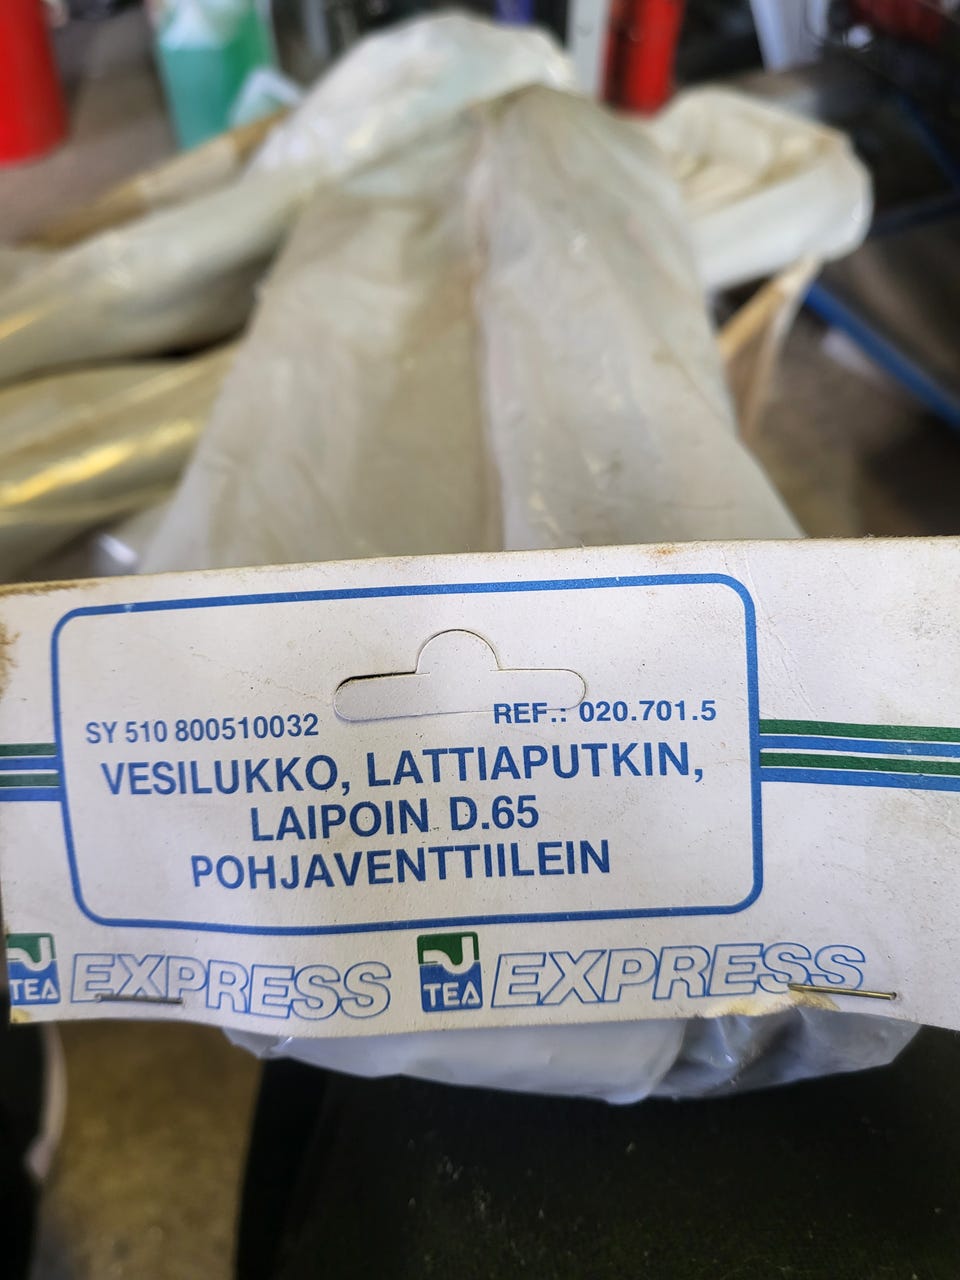 SY 510 800510032
REF.: 020.701.5
VESILUKKO, LATTIAPUTKIN,
LAIPOIN D.65
POHJAVENTTIILEIN
TEA EXPRESS
TEA EXPRESS